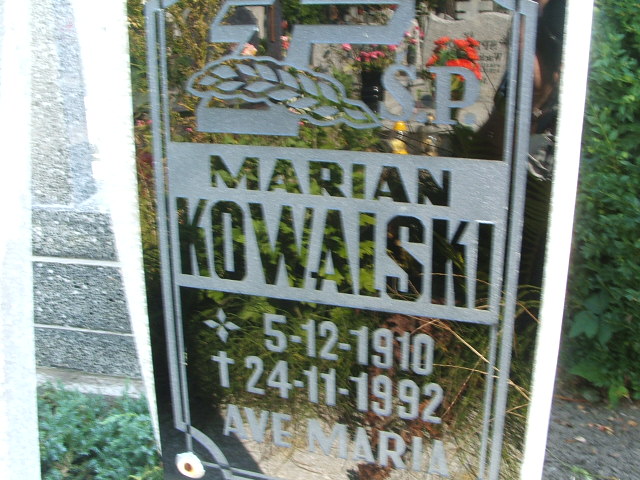 Ś.P.
MARIAN
KOWALSKI
5-12-1910
24-11-1992
AVE MARIA